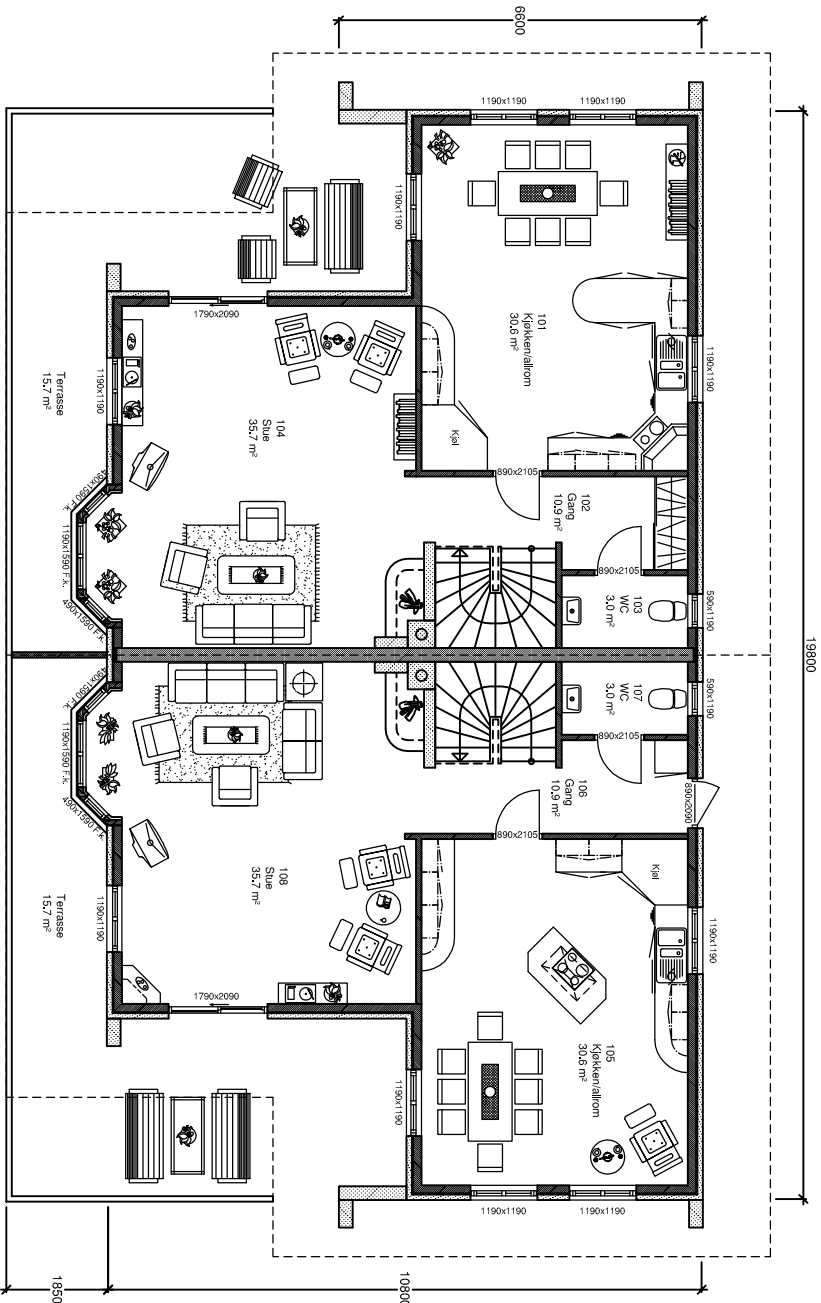 6600
19800
10800
1850
1190x1190
1190x1190
1190x1190
1190x1190
590x1190
590x1190
890x2090
1190x1190
101
Kjøkken/allrom
30.6 m²
Kjøl
890x2105
102
Gang
10.9 m²
890x2105
103
WC
3.0 m²
107
WC
3.0 m²
890x2105
106
Gang
10.9 m²
890x2105
Kjøl
105
Kjøkken/allrom
30.6 m²
1190x1190
1190x1190
1190x1190
1790x2090
104
Stue
35.7 m²
108
Stue
35.7 m²
1790x2090
1190x1190
490x1590 F.k.
1190x1590 F.k.
490x1590 F.k.
490x1590 F.k.
1190x1590 F.k.
490x1590 F.k.
1190x1190
Terrasse
15.7 m²
Terrasse
15.7 m²